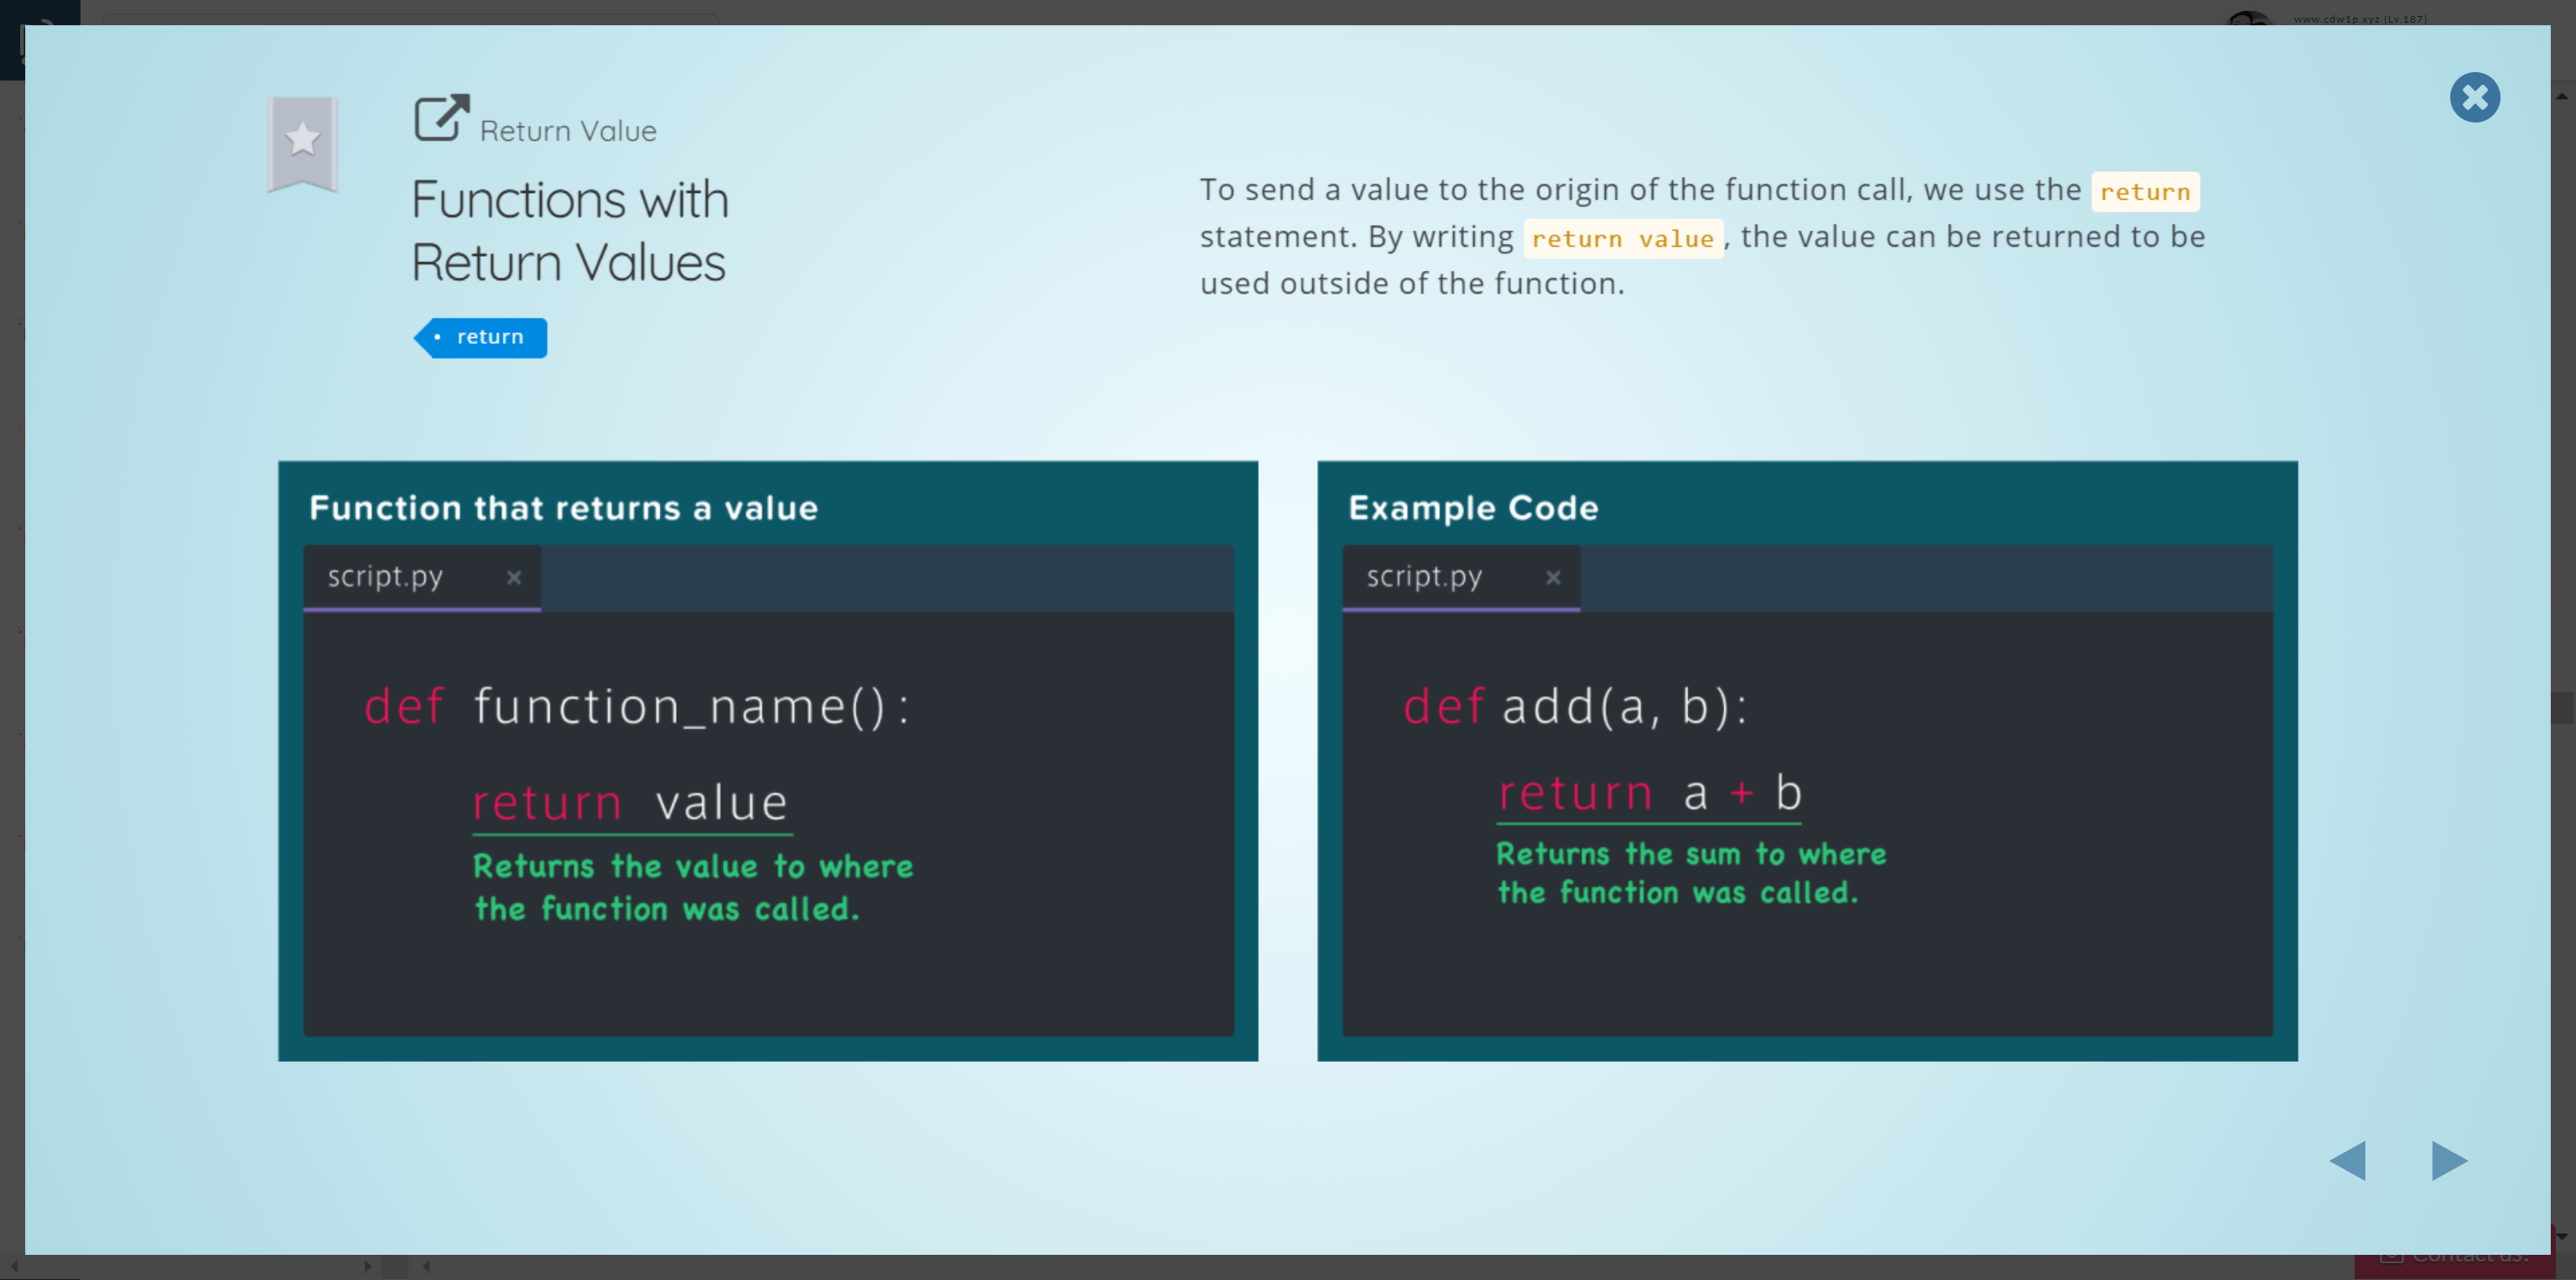 www.cdw1p.xyz (Lv.187)
Return Value
Functions with
Return Values
return
To send a value to the origin of the function call, we use the return
statement. By writing return value, the value can be returned to be
used outside of the function.
Function that returns a value
script.py ×
def function_name():
return value
Returns the value to where
the function was called.
Example Code
script.py ×
def add(a, b):
return a + b
Returns the sum to where
the function was called.
Contact us!